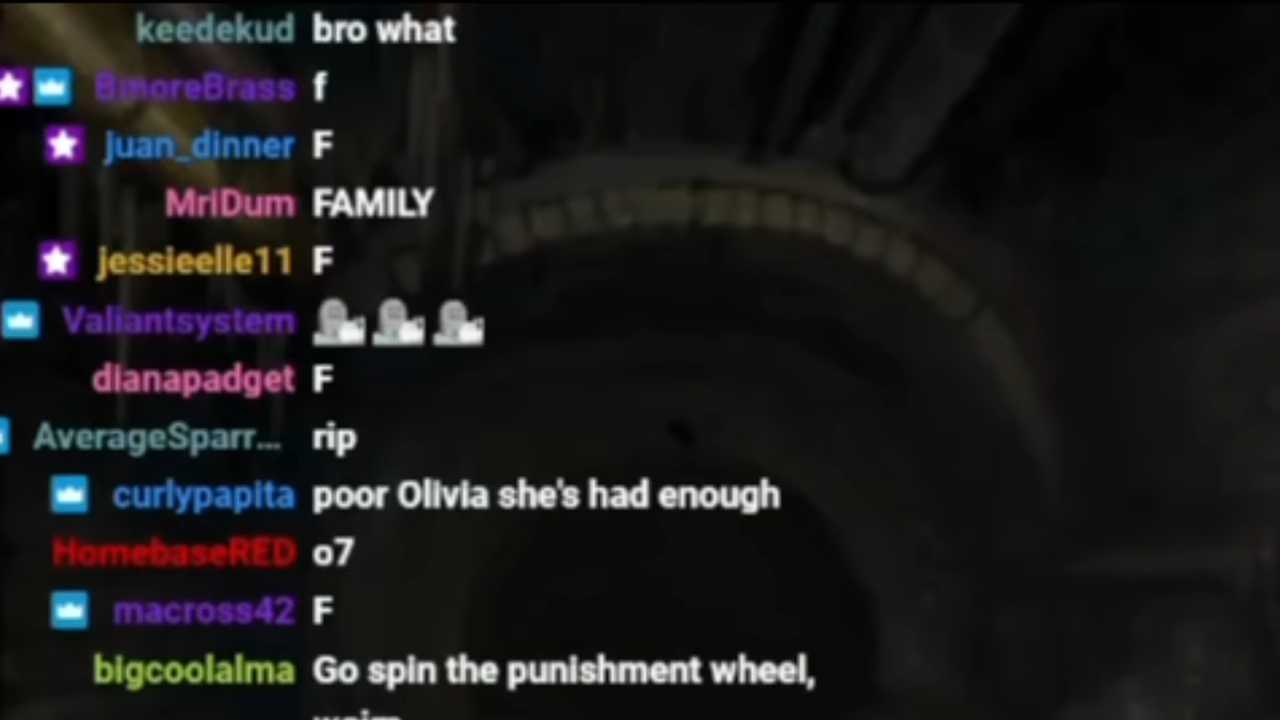 keedekud bro what
BmoreBrass f
juan_dinner F
MriDum FAMILY
jessieelle11 F
Valiantsystem
dianapadget F
AverageSparr... rip
curlypapita poor Olivia she's had enough
HomebaseRED o7
macross42 F
bigcoolalma Go spin the punishment wheel,